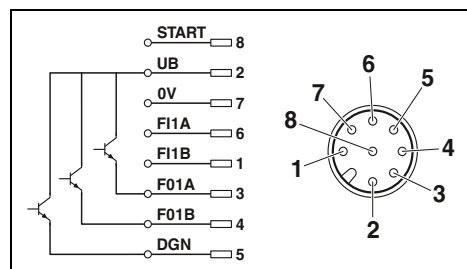 START 8
UB 2
0V 7
FI1A 6
FI1B 1
F01A 3
F01B 4
DGN 5
6
7 5
8
1 4
3
2